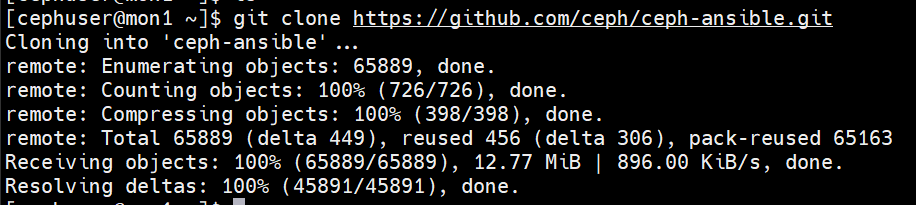 [cephuser@mon1 ~]$ git clone https://github.com/ceph/ceph-ansible.git
Cloning into 'ceph-ansible'...
remote: Enumerating objects: 65889, done.
remote: Counting objects: 100% (726/726), done.
remote: Compressing objects: 100% (398/398), done.
remote: Total 65889 (delta 449), reused 456 (delta 306), pack-reused 65163
Receiving objects: 100% (65889/65889), 12.77 MiB | 896.00 KiB/s, done.
Resolving deltas: 100% (45891/45891), done.
[cephuser@mon1 ~]$